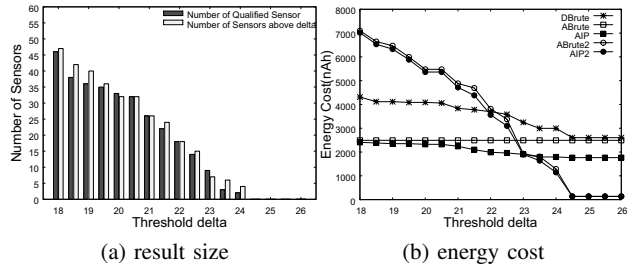 Number of Qualified Sensor
Number of Sensors above delta
Number of Sensors
60
55
50
45
40
35
30
25
20
15
10
5
0
18 19 20 21 22 23 24 25 26
Threshold delta
(a) result size
DBrute
ABrute
AIP
ABrute2
AIP2
Energy Cost(nAh)
8000
7000
6000
5000
4000
3000
2000
1000
0
18 19 20 21 22 23 24 25 26
Threshold delta
(b) energy cost